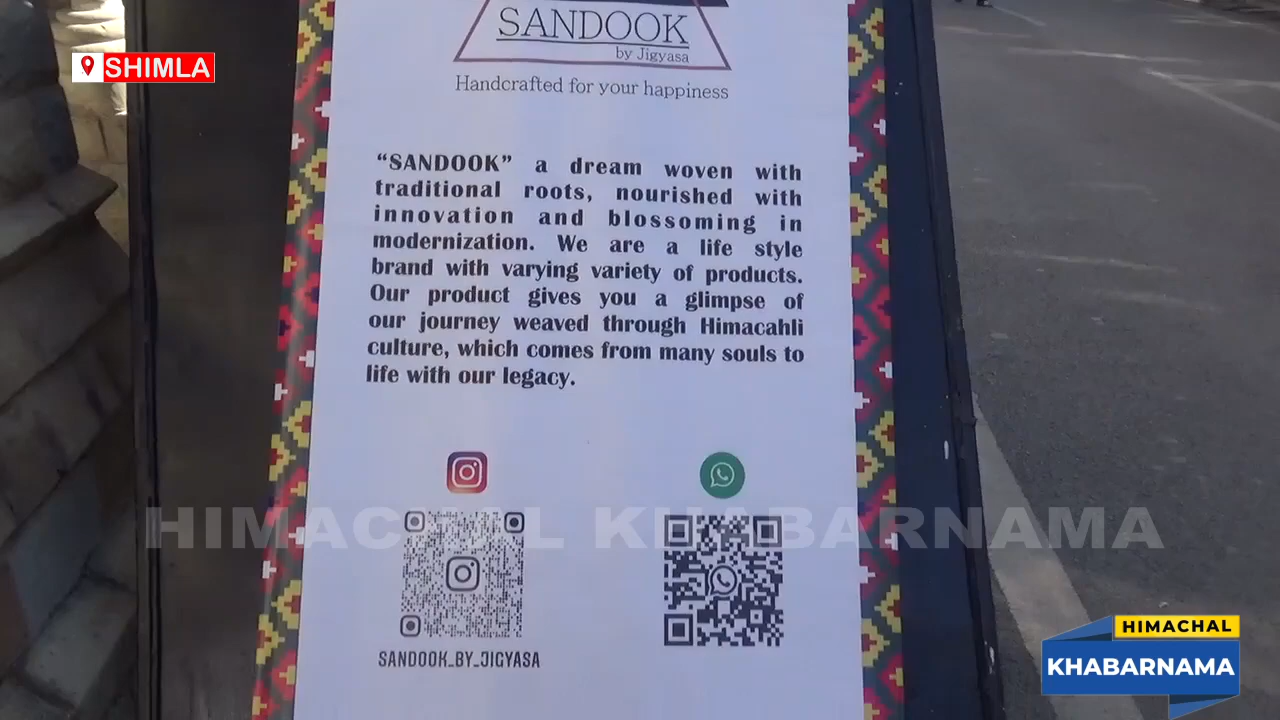 SHIMLA
SANDOOK
by Jigyasa
Handcrafted for your happiness
“SANDOOK” a dream woven with
traditional roots, nourished with
innovation and blossoming in
modernization. We are a life style
brand with varying variety of products.
Our product gives you a glimpse of
our journey weaved through Himacahli
culture, which comes from many souls to
life with our legacy.
HIMACHAL KHABARNAMA
SANDOOK_BY_JIGYASA
HIMACHAL
KHABARNAMA